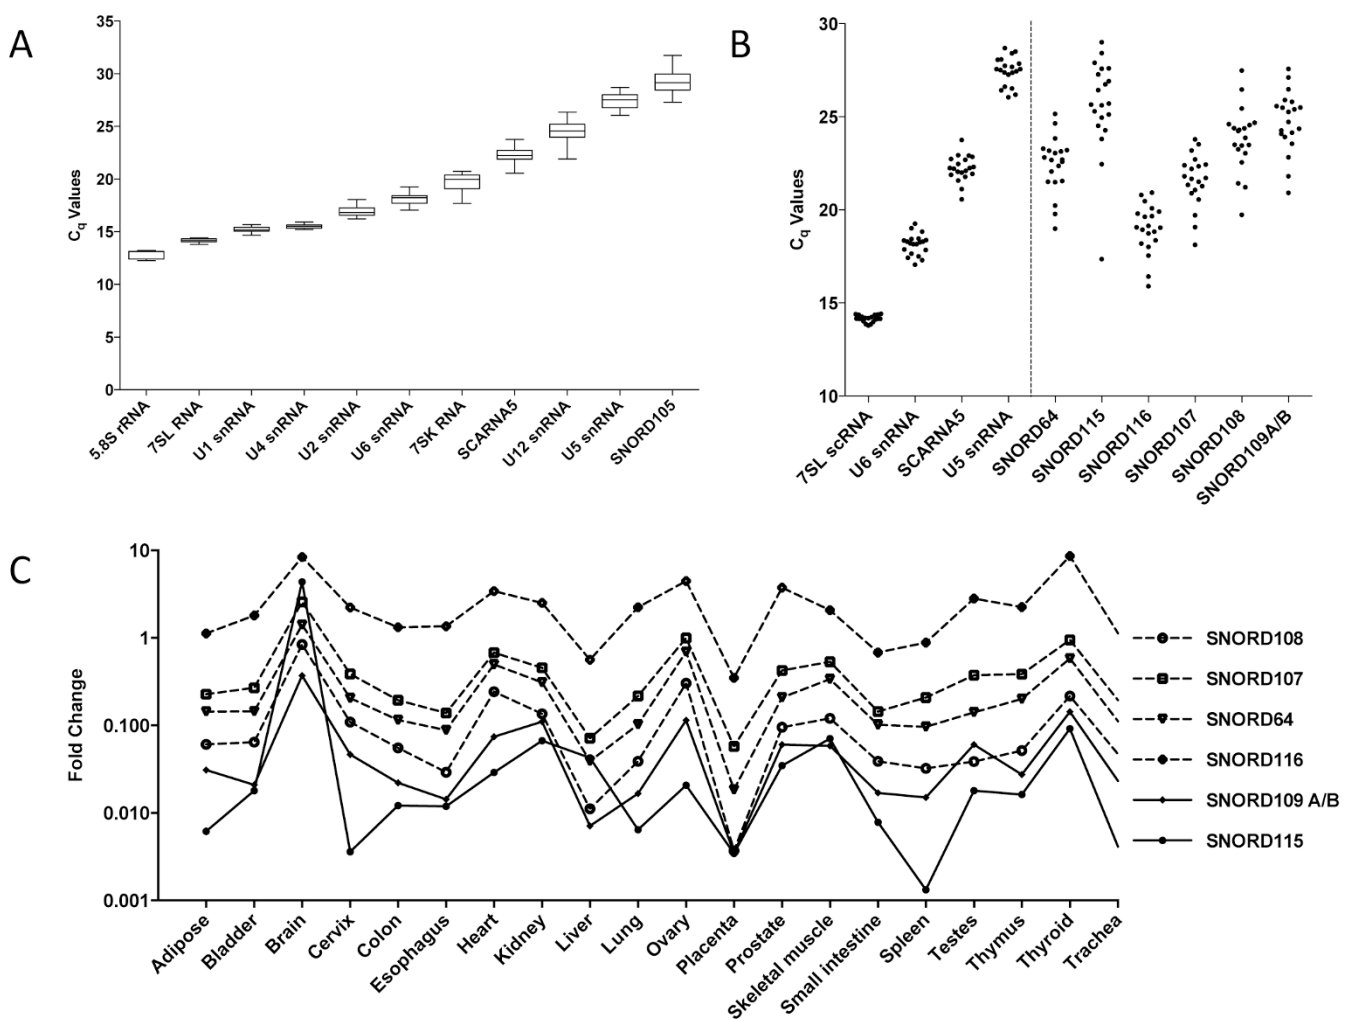 A
35
30
25
20
15
10
5
0
Cq Values
5.8S rRNA
7SL RNA
U1 snRNA
U4 snRNA
U2 snRNA
U6 snRNA
7SK RNA
SCARNA5
U12 snRNA
U5 snRNA
SNORD105
B
30
25
20
15
10
Cq Values
7SL scRNA
U6 snRNA
SCARNA5
U5 snRNA
SNORD64
SNORD115
SNORD116
SNORD107
SNORD108
SNORD109A/B
C
10
1
0.100
0.010
0.001
Fold Change
Adipose
Bladder
Brain
Cervix
Colon
Esophagus
Heart
Kidney
Liver
Lung
Ovary
Placenta
Prostate
Skeletal muscle
Small intestine
Spleen
Testes
Thymus
Thyroid
Trachea
SNORD108
SNORD107
SNORD64
SNORD116
SNORD109 A/B
SNORD115